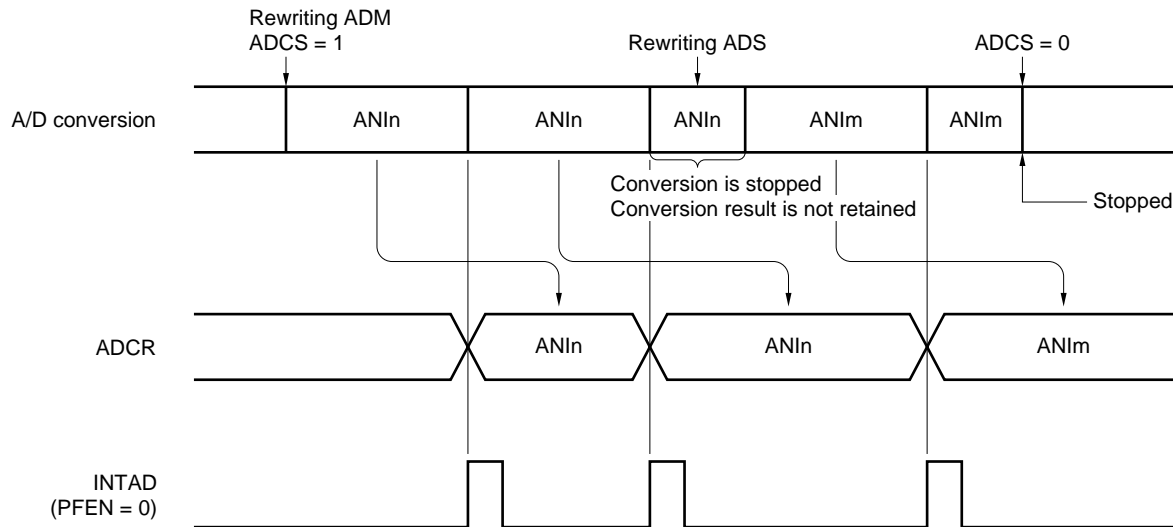 Rewriting ADM
ADCS = 1
Rewriting ADS
ADCS = 0
A/D conversion
ANIn
ANIn
ANIn
ANIm
ANIm
Conversion is stopped
Conversion result is not retained
Stopped
ADCR
ANIn
ANIn
ANIm
INTAD
(PFEN = 0)